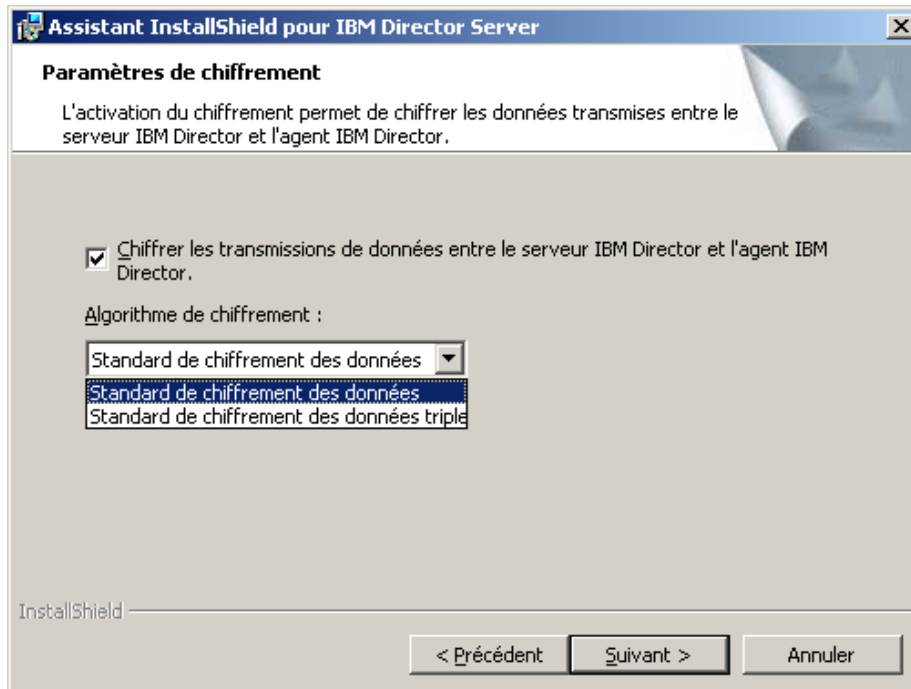 Assistant InstallShield pour IBM Director Server
Paramètres de chiffrement
L'activation du chiffrement permet de chiffrer les données transmises entre le
serveur IBM Director et l'agent IBM Director.
Chiffrer les transmissions de données entre le serveur IBM Director et l'agent IBM
Director.
Algorithme de chiffrement :
Standard de chiffrement des données
Standard de chiffrement des données
Standard de chiffrement des données triple
InstallShield
< Précédent
Suivant >
Annuler